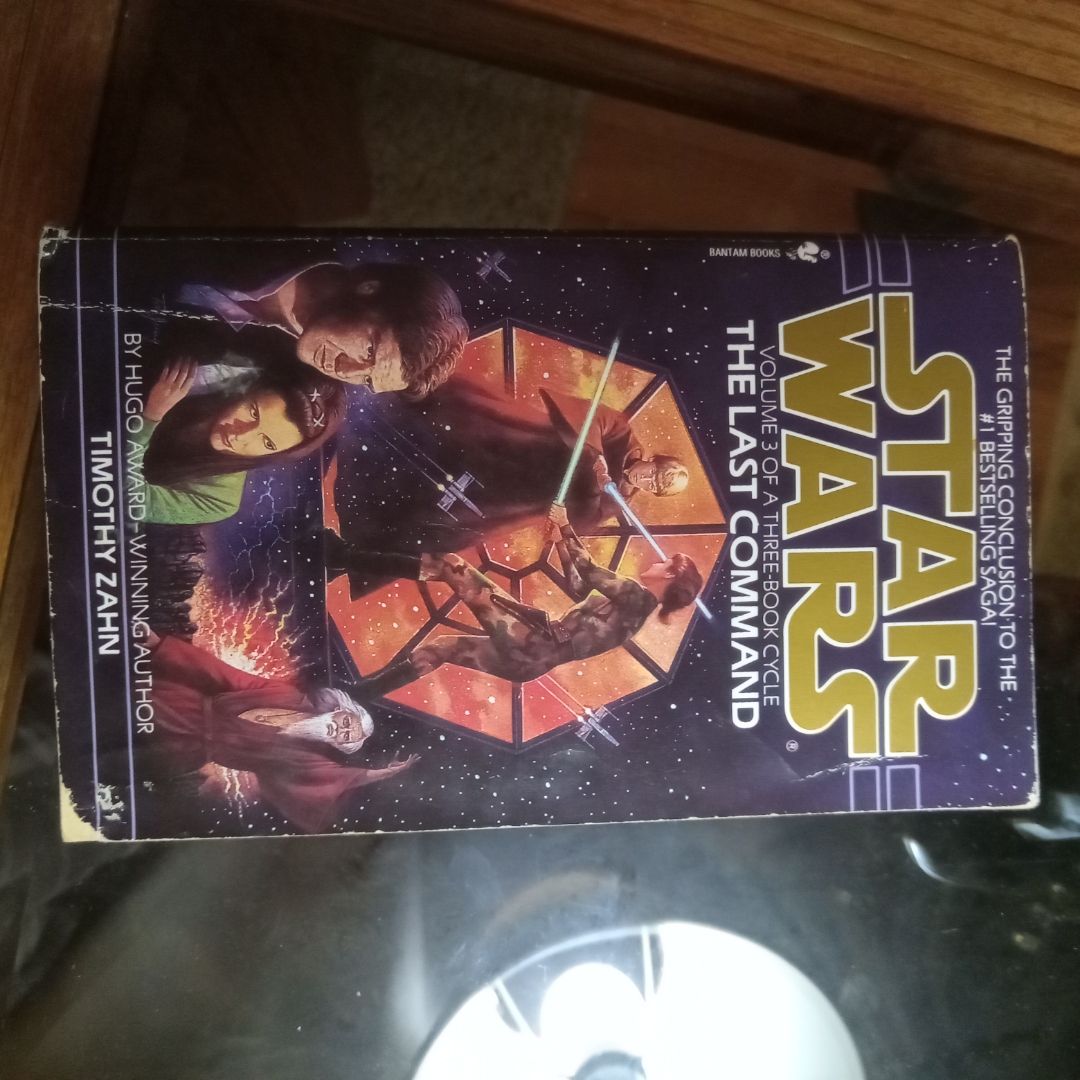 THE GRIPPING CONCLUSION TO THE
#1 BESTSELLING SAGA!
STAR
WARS®
VOLUME 3 OF A THREE-BOOK CYCLE
THE LAST COMMAND
BANTAM BOOKS ®
BY HUGO AWARD-WINNING AUTHOR
TIMOTHY ZAHN